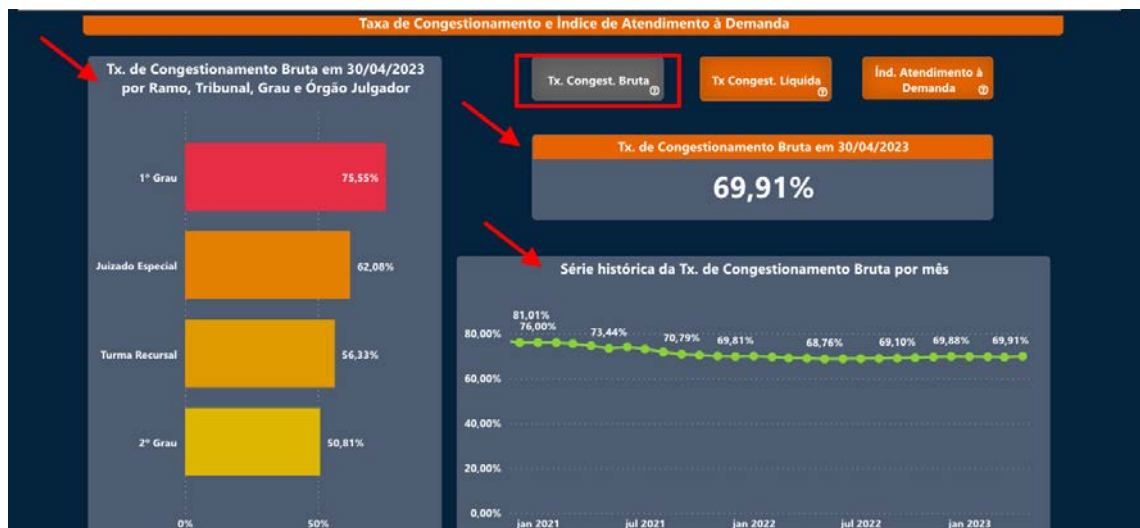 Taxa de Congestionamento e Índice de Atendimento à Demanda
Tx. de Congestionamento Bruta em 30/04/2023
por Ramo, Tribunal, Grau e Órgão Julgador
1º Grau
75,55%
Juizado Especial
62,08%
Turma Recursal
56,33%
2º Grau
50,81%
0%
50%
Tx. Congest. Bruta
Tx Congest. Líquida
Índ. Atendimento à
Demanda
Tx. de Congestionamento Bruta em 30/04/2023
69,91%
Série histórica da Tx. de Congestionamento Bruta por mês
81,01%
76,00%
73,44%
70,79%
69,81%
68,76%
69,10%
69,88%
69,91%
80,00%
60,00%
40,00%
20,00%
0,00%
jan 2021
jul 2021
jan 2022
jul 2022
jan 2023